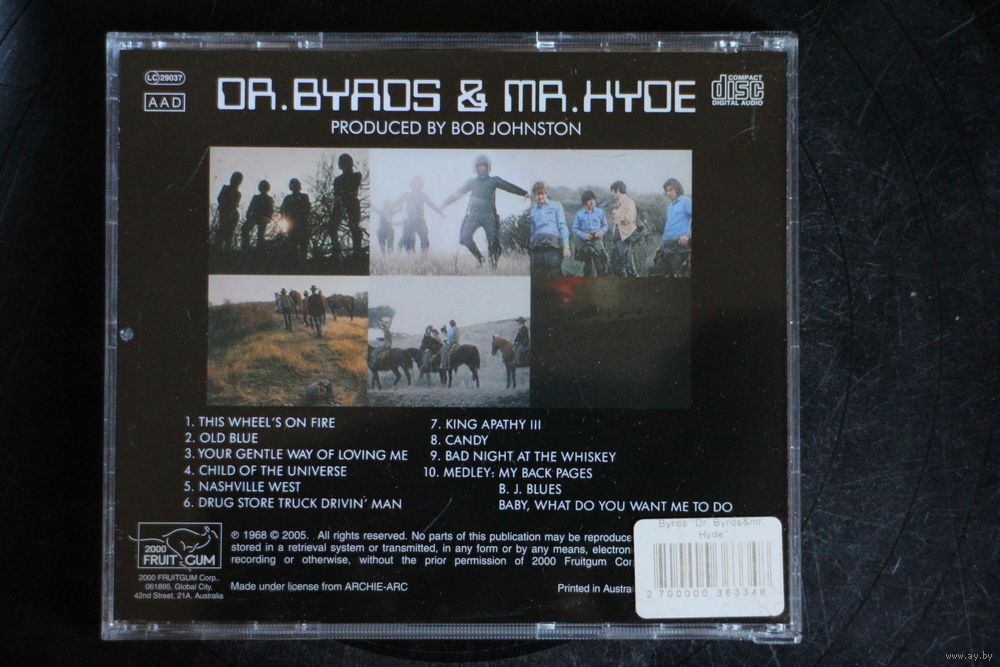 LC 29037
AAD
DR. BYRDS & MR. HYDE
COMPACT
disc
DIGITAL AUDIO
PRODUCED BY BOB JOHNSTON
1. THIS WHEEL'S ON FIRE
2. OLD BLUE
3. YOUR GENTLE WAY OF LOVING ME
4. CHILD OF THE UNIVERSE
5. NASHVILLE WEST
6. DRUG STORE TRUCK DRIVIN' MAN
7. KING APATHY III
8. CANDY
9. BAD NIGHT AT THE WHISKEY
10. MEDLEY: MY BACK PAGES
B. J. BLUES
BABY, WHAT DO YOU WANT ME TO DO
2000
FRUIT GUM
2000 FRUITGUM Corp.,
061895, Global City,
42nd Street, 21A, Australia
℗ 1968 © 2005. . All rights reserved. No parts of this publication may be reproduce
stored in a retrieval system or transmitted, in any form or by any means, electron
recording or otherwise, without the prior permission of 2000 Fruitgum Cor
Made under license from ARCHIE-ARC
Printed in Austra
Byrds "Dr. Byrds&mr.
Hyde"
2 700000 363348
www.ay.by